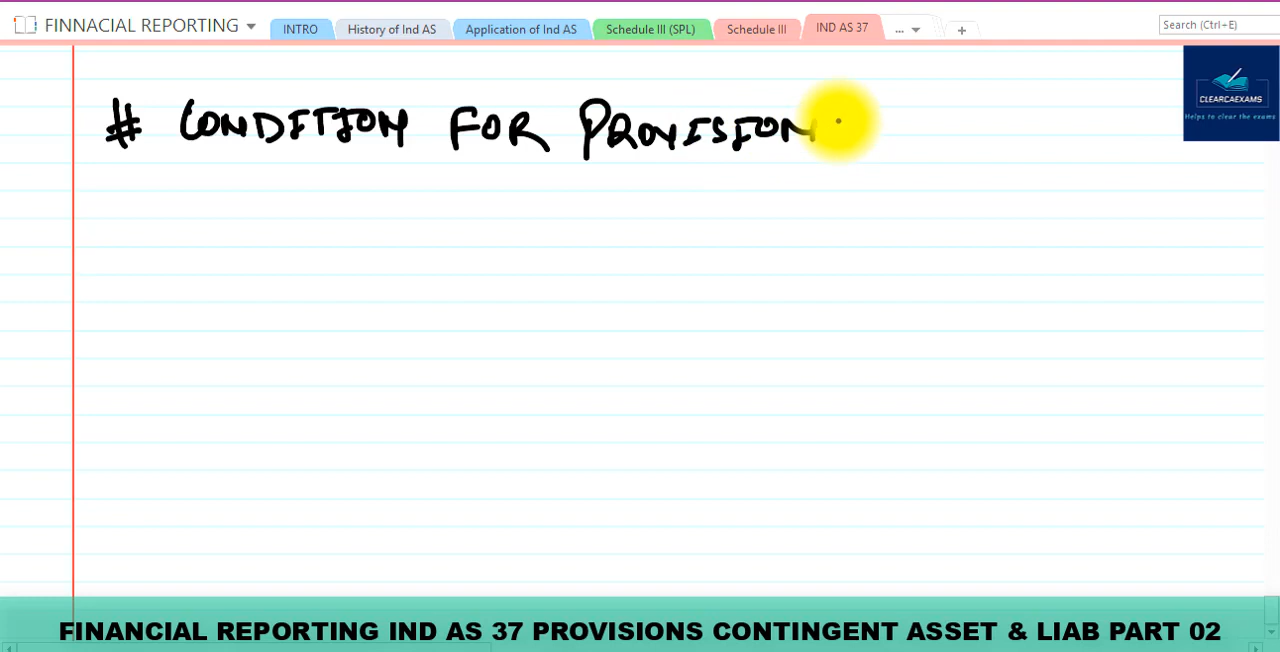 FINNACIAL REPORTING
INTRO
History of Ind AS
Application of Ind AS
Schedule III (SPL)
Schedule III
IND AS 37
...
+
Search (Ctrl+E)
CLEARCAEXAMS
Helps to clear the exams
# CONDITION FOR PROVISION
FINANCIAL REPORTING IND AS 37 PROVISIONS CONTINGENT ASSET & LIAB PART 02